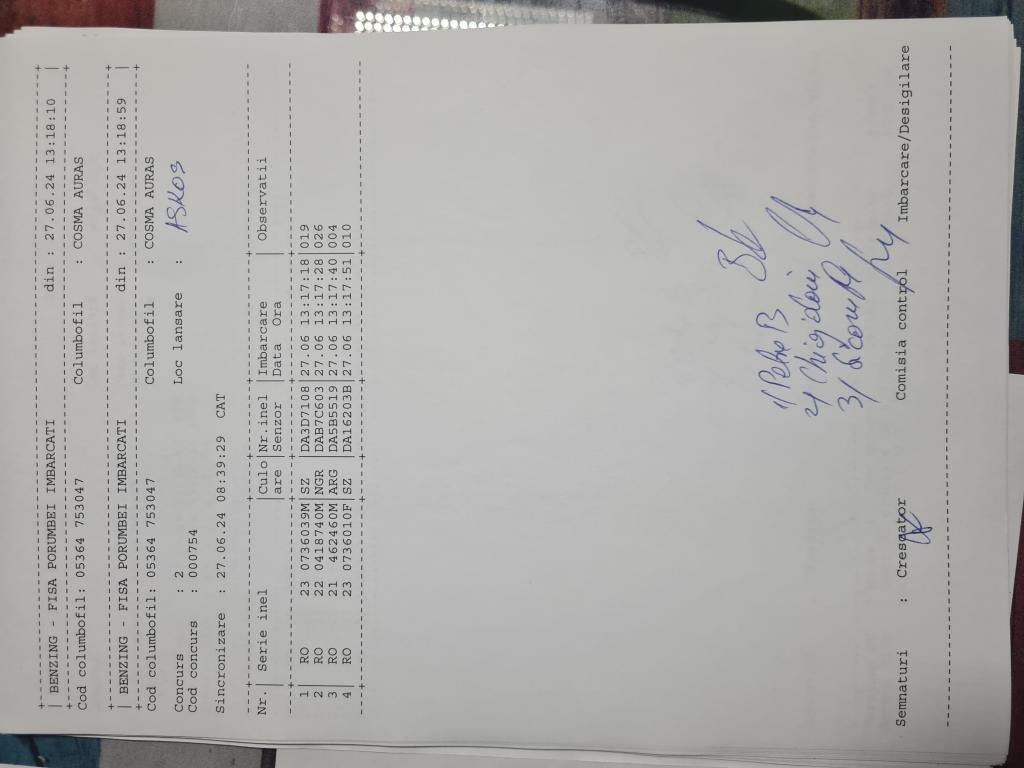 +---------------------------------------------------------------------------------+
| BENZING - FISA PORUMBEI IMBARCATI din : 27.06.24 13:18:10 |
+---------------------------------------------------------------------------------+
Cod columbofil: 05364 753047 Columbofil : COSMA AURAS
+---------------------------------------------------------------------------------+
| BENZING - FISA PORUMBEI IMBARCATI din : 27.06.24 13:18:59 |
+---------------------------------------------------------------------------------+
Cod columbofil: 05364 753047 Columbofil : COSMA AURAS
Concurs : 2 Loc lansare : ASKOS
Cod concurs : 000754
Sincronizare : 27.06.24 08:39:29 CAT
Nr.| Serie inel |Culo|Nr.inel |Imbarcare | Observatii
|are |Senzor |Data Ora |
1 | RO 23 0736039M| SZ |DA3D7108|27.06 13:17:18|019
2 | RO 22 0418740M| NGR |DAB7C603|27.06 13:17:28|026
3 | RO 21 462460M| ARG |DA5B5519|27.06 13:17:40|004
4 | RO 23 0736010F| SZ |DA16203B|27.06 13:17:51|010
1/ Petre B
2/
3/
Semnaturi : Crescator Comisia control Imbarcare/Desigilare